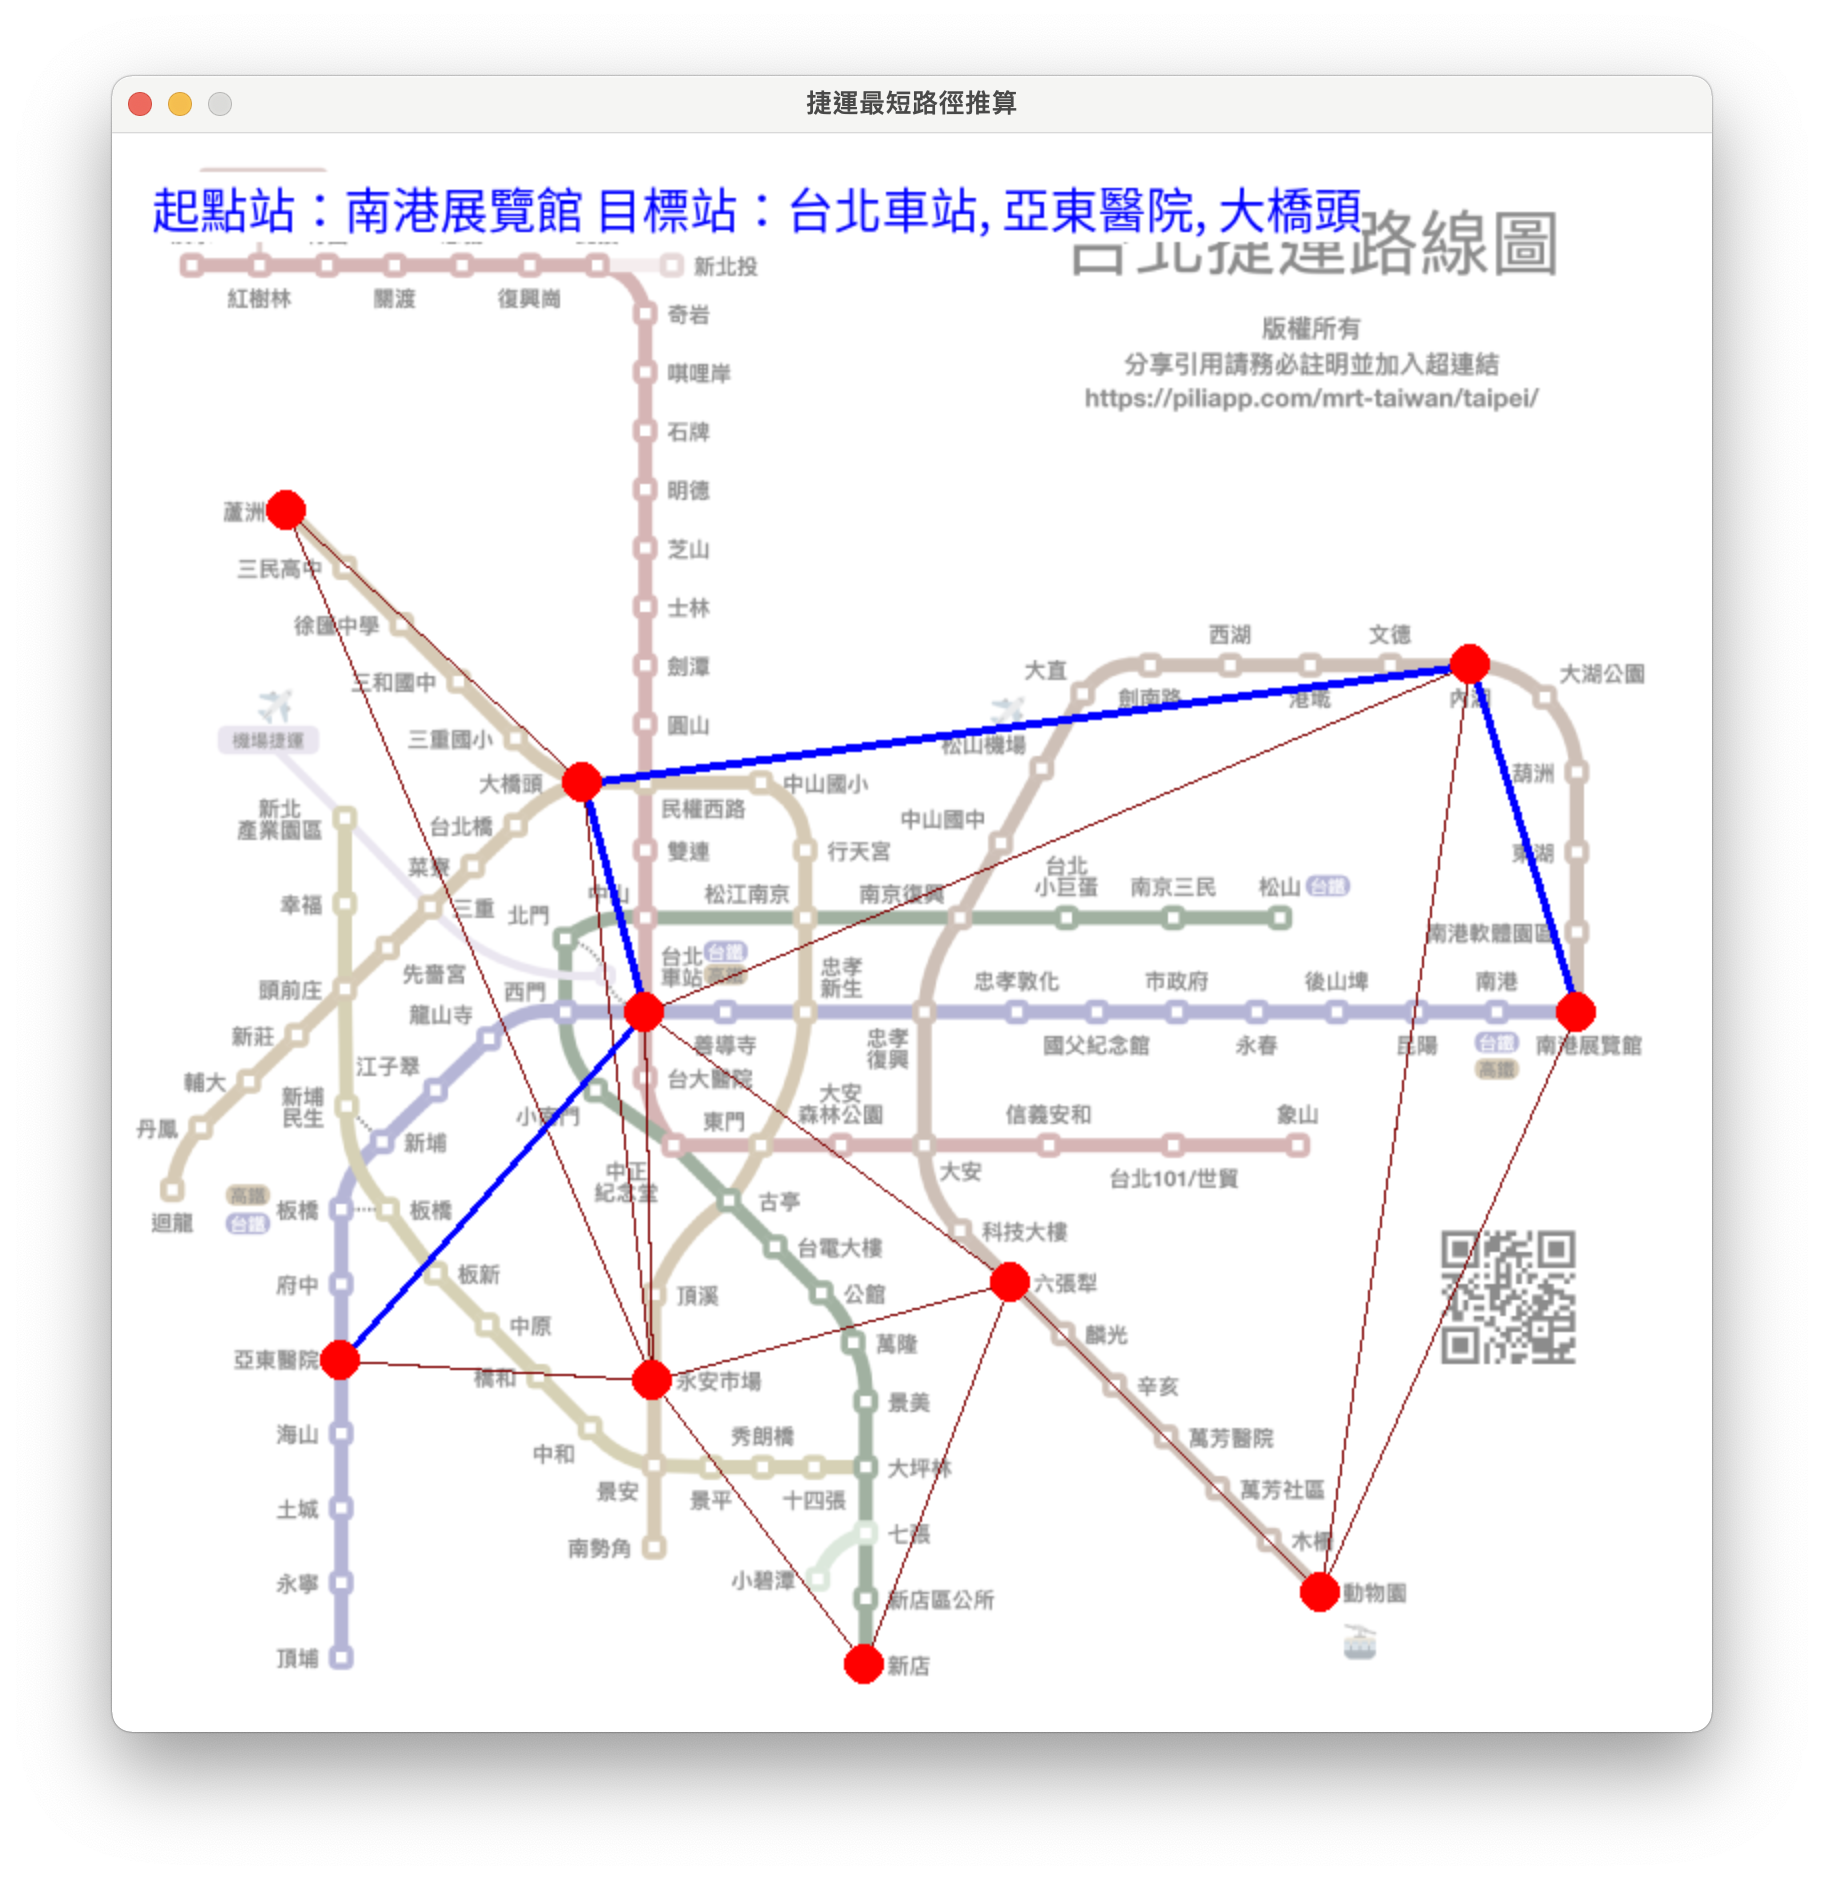 捷運最短路徑推算
起點站：南港展覽館 目標站：台北車站, 亞東醫院, 大橋頭
台北捷運路線圖
新北投
紅樹林
關渡
復興崗
奇岩
版權所有
分享引用請務必註明並加入超連結
https://piliapp.com/mrt-taiwan/taipei/
唭哩岸
石牌
明德
蘆洲
芝山
三民高中
士林
徐匯中學
西湖
文德
劍潭
大直
大湖公園
三和國中
劍南路
港墘
內湖
圓山
機場捷運
三重國小
松山機場
大橋頭
中山國小
葫洲
新北
產業園區
民權西路
台北橋
中山國中
雙連
行天宮
東湖
菜寮
台北
小巨蛋
南京三民
松山
台鐵
中山
松江南京
南京復興
幸福
三重
北門
南港軟體園區
台北
車站
台鐵
高鐵
忠孝
新生
先嗇宮
頭前庄
西門
忠孝敦化
市政府
後山埤
南港
龍山寺
新莊
善導寺
忠孝
復興
國父紀念館
永春
昆陽
台鐵
高鐵
南港展覽館
江子翠
輔大
台大醫院
新埔
民生
大安
森林公園
小南門
東門
信義安和
象山
丹鳳
新埔
中正
紀念堂
大安
台北101/世貿
高鐵
台鐵
板橋
板橋
古亭
迴龍
科技大樓
台電大樓
板新
府中
頂溪
公館
六張犁
中原
麟光
萬隆
亞東醫院
橋和
永安市場
辛亥
景美
海山
秀朗橋
萬芳醫院
中和
大坪林
景安
景平
十四張
萬芳社區
土城
七張
木柵
南勢角
小碧潭
永寧
新店區公所
動物園
頂埔
新店